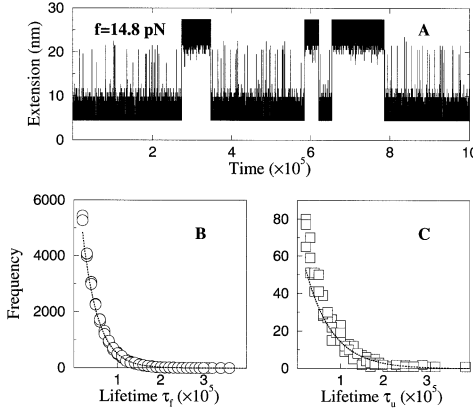 f=14.8 pN
A
Extension (nm)
30
20
10
0
2
4
6
8
10
Time (×10⁵)
B
Frequency
6000
4000
2000
0
1
2
3
Lifetime τf (×10⁵)
C
80
60
40
20
0
1
2
3
Lifetime τu (×10⁵)